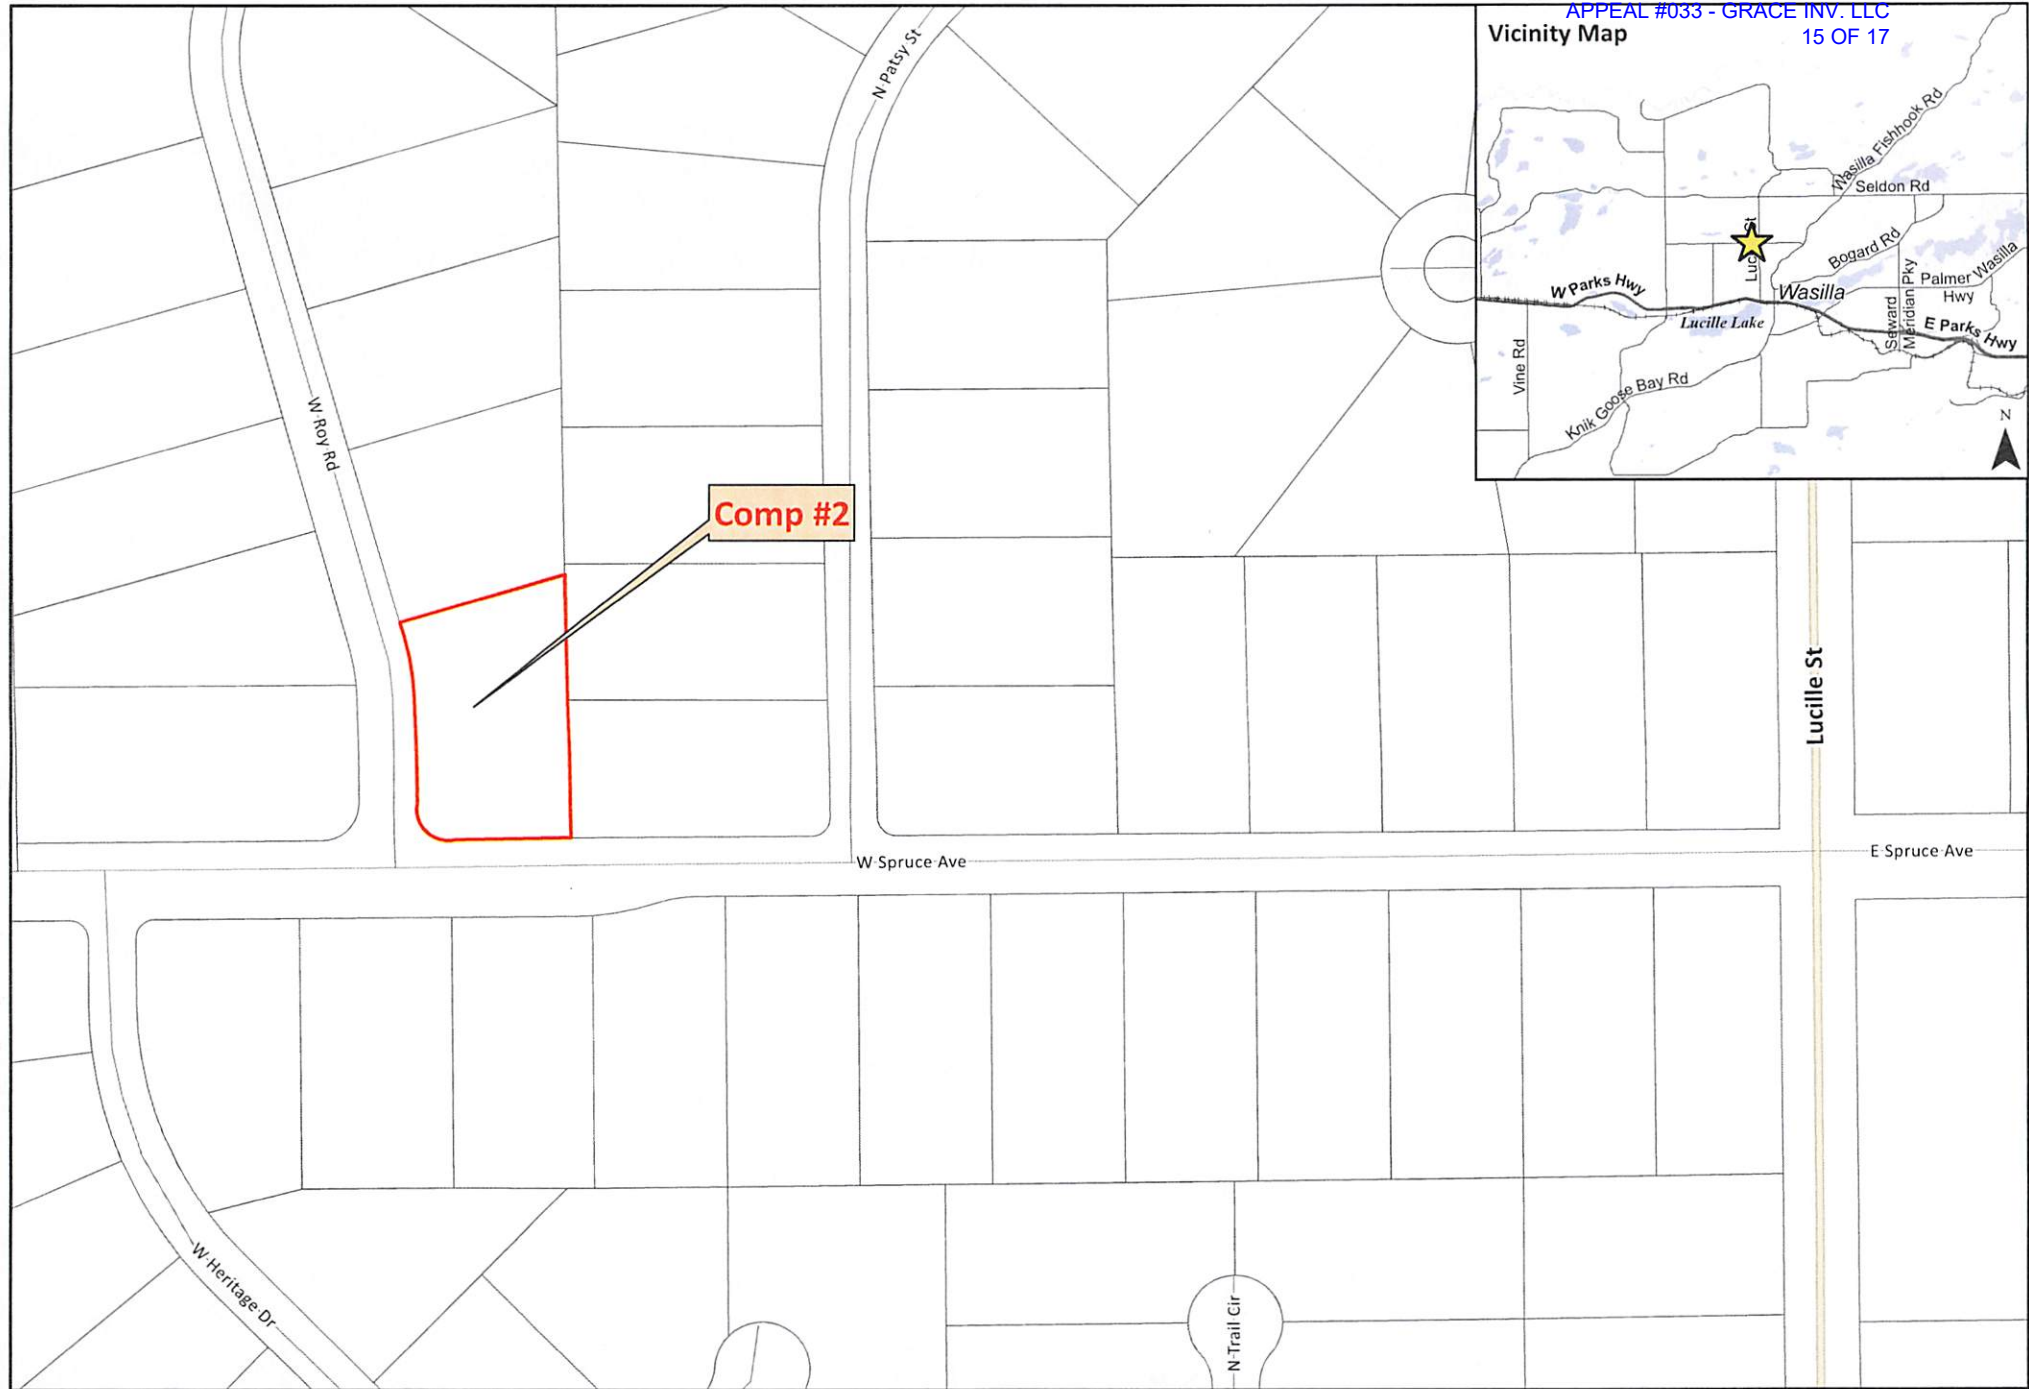 APPEAL #033 - GRACE INV. LLC
15 OF 17
Vicinity Map
Wasilla Fishhook Rd
Seldon Rd
Bogard Rd
Palmer Wasilla
Hwy
W Parks Hwy
Wasilla
Lucille Lake
Seward
Meridian Pky
E Parks Hwy
Vine Rd
Knik Goose Bay Rd
N
N Patsy St
W Roy Rd
Comp #2
Lucille St
W Spruce Ave
E Spruce Ave
W Heritage Dr
N Trail Cir